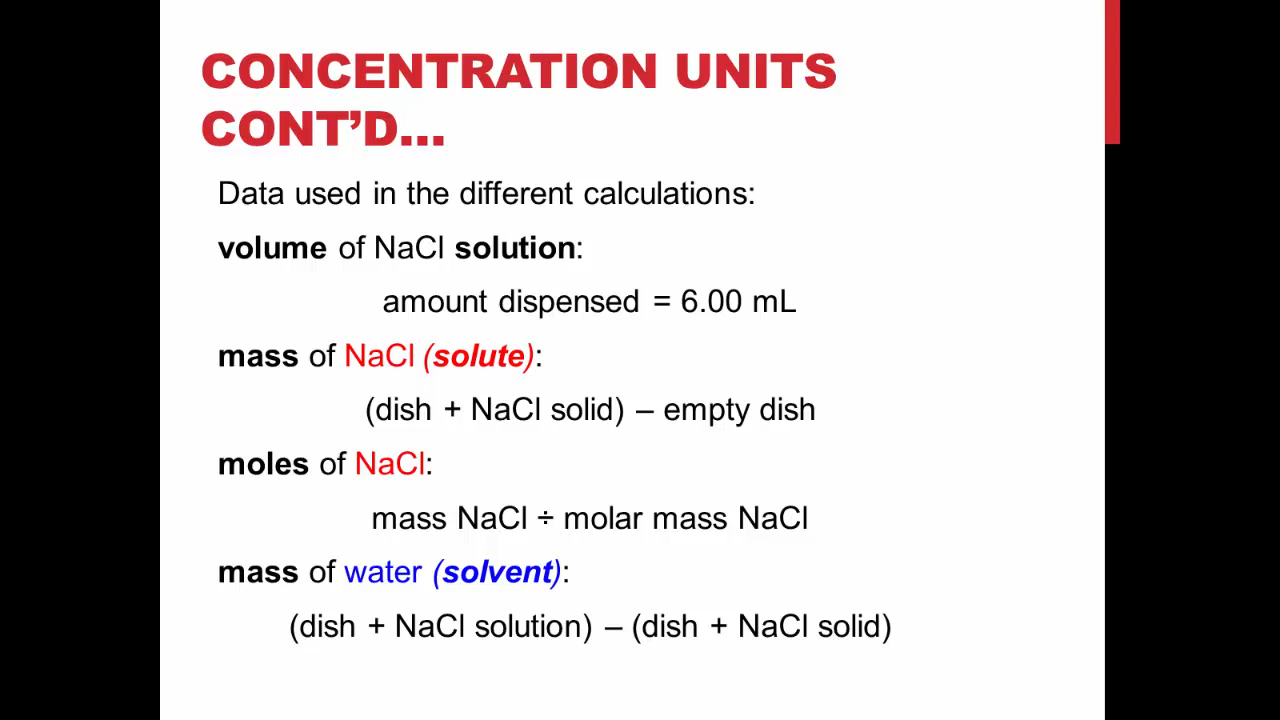 CONCENTRATION UNITS
CONT’D…
Data used in the different calculations:
volume of NaCl solution:
amount dispensed = 6.00 mL
mass of NaCl (solute):
(dish + NaCl solid) – empty dish
moles of NaCl:
mass NaCl ÷ molar mass NaCl
mass of water (solvent):
(dish + NaCl solution) – (dish + NaCl solid)